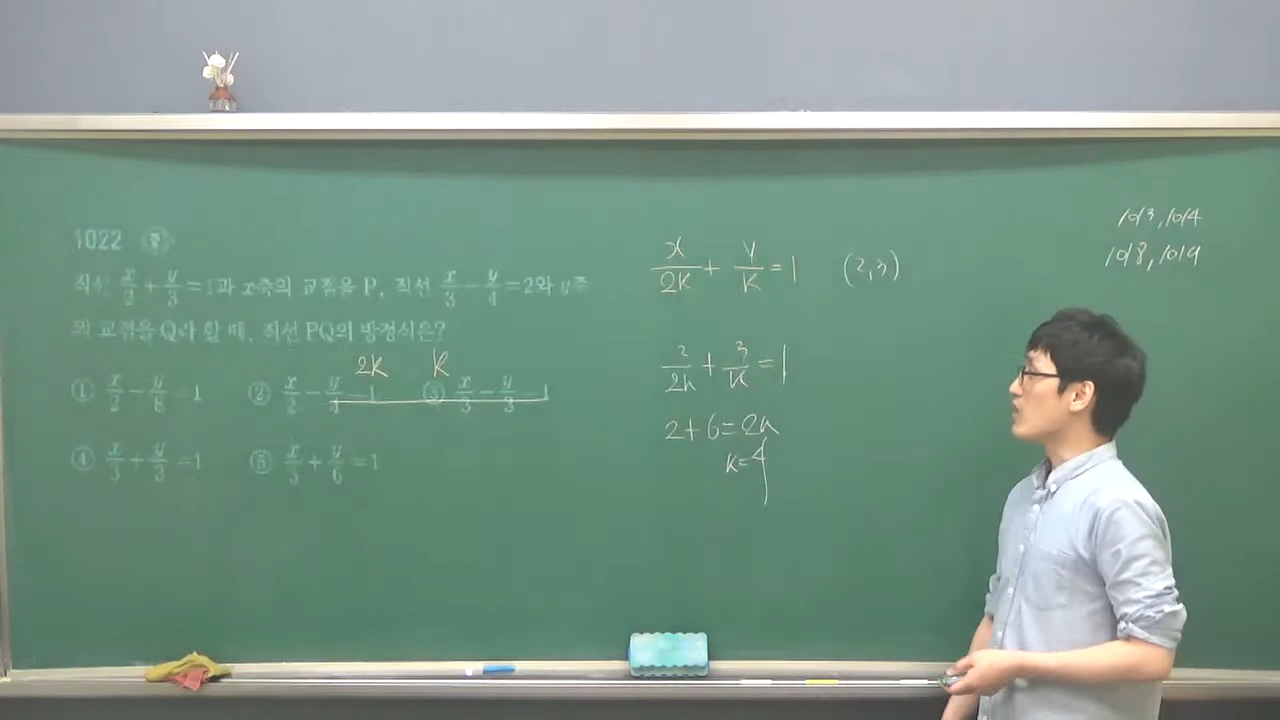 1022 중
직선 x/2 + y/3 = 1과 x축의 교점을 P, 직선 x/3 - y/4 = 2와 y축
의 교점을 Q라 할 때, 직선 PQ의 방정식은?
2K K
① x/2 - y/8 = 1 ② x/2 - y/4 = 1 ③ x/3 - y/3 = 1
④ x/3 + y/3 = 1 ⑤ x/3 + y/6 = 1
x/2K + y/K = 1 (2,3)
2/2k + 3/K = 1
2+6=2k
k=4
1013, 1014
1018, 1019